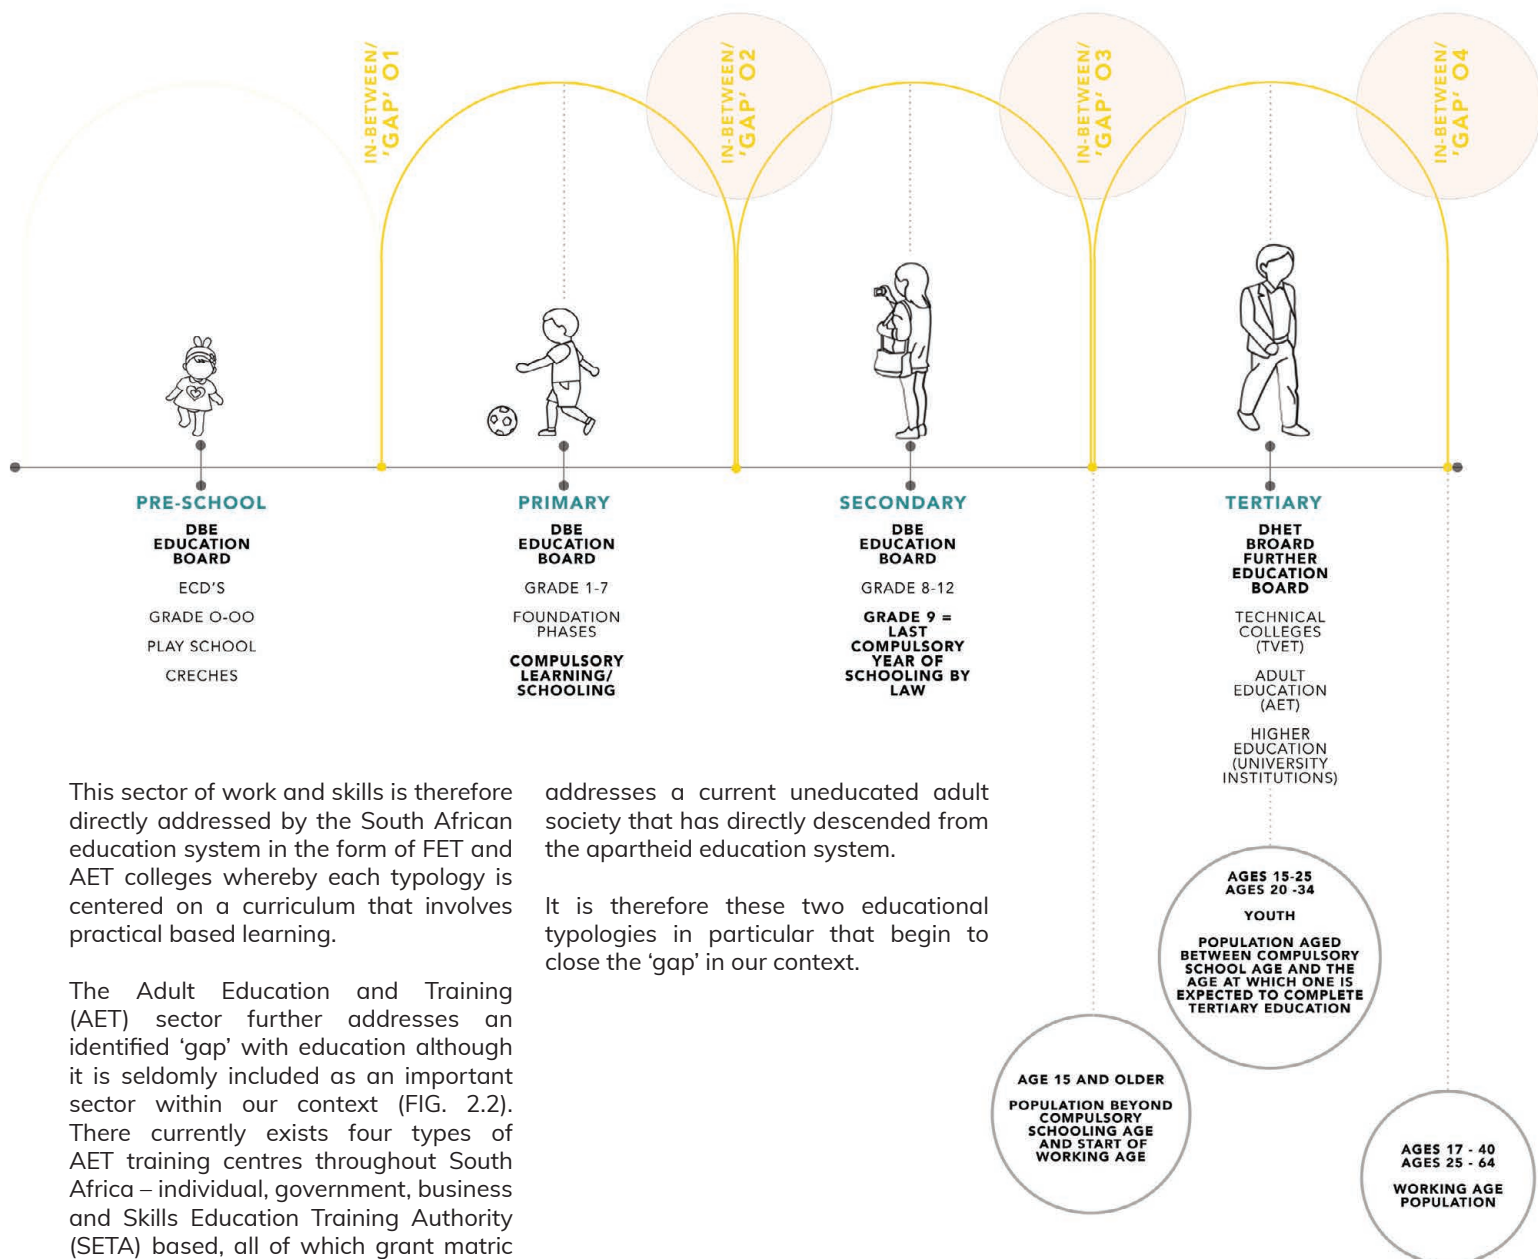 IN-BETWEEN/
'GAP' O1
IN-BETWEEN/
'GAP' O2
IN-BETWEEN/
'GAP' O3
IN-BETWEEN/
'GAP' O4
PRE-SCHOOL
DBE
EDUCATION
BOARD
ECD'S
GRADE O-OO
PLAY SCHOOL
CRECHES
PRIMARY
DBE
EDUCATION
BOARD
GRADE 1-7
FOUNDATION
PHASES
COMPULSORY
LEARNING/
SCHOOLING
SECONDARY
DBE
EDUCATION
BOARD
GRADE 8-12
GRADE 9 =
LAST
COMPULSORY
YEAR OF
SCHOOLING BY
LAW
TERTIARY
DHET
BROARD
FURTHER
EDUCATION
BOARD
TECHNICAL
COLLEGES
(TVET)
ADULT
EDUCATION
(AET)
HIGHER
EDUCATION
(UNIVERSITY
INSTITUTIONS)
This sector of work and skills is therefore
directly addressed by the South African
education system in the form of FET and
AET colleges whereby each typology is
centered on a curriculum that involves
practical based learning.
The Adult Education and Training
(AET) sector further addresses an
identified ‘gap’ with education although
it is seldomly included as an important
sector within our context (FIG. 2.2).
There currently exists four types of
AET training centres throughout South
Africa – individual, government, business
and Skills Education Training Authority
(SETA) based, all of which grant matric
addresses a current uneducated adult
society that has directly descended from
the apartheid education system.
It is therefore these two educational
typologies in particular that begin to
close the ‘gap’ in our context.
AGE 15 AND OLDER
POPULATION BEYOND
COMPULSORY
SCHOOLING AGE
AND START OF
WORKING AGE
AGES 15-25
AGES 20 -34
YOUTH
POPULATION AGED
BETWEEN COMPULSORY
SCHOOL AGE AND THE
AGE AT WHICH ONE IS
EXPECTED TO COMPLETE
TERTIARY EDUCATION
AGES 17 - 40
AGES 25 - 64
WORKING AGE
POPULATION